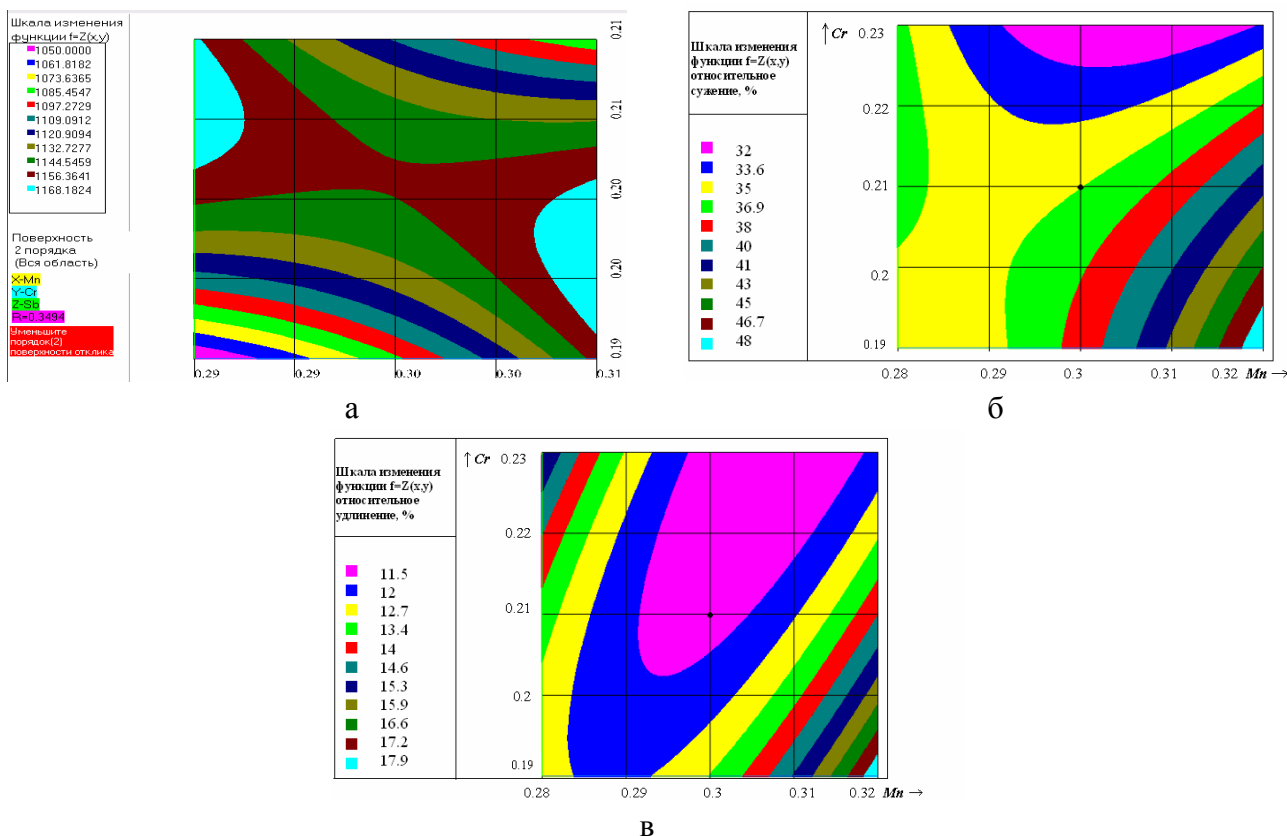 Шкала изменения
функции f=Z(x,y)
1050.0000
1061.8182
1073.6365
1085.4547
1097.2729
1109.0912
1120.9094
1132.7277
1144.5459
1156.3641
1168.1824
Поверхность
2 порядка
(Вся область)
X-Mn
Y-Cr
Z-Sb
R=0.3494
Уменьшите
порядок(2)
поверхности отклика
0.21
0.21
0.20
0.20
0.19
0.29
0.29
0.30
0.30
0.31
а
Шкала изменения
функции f=Z(x,y)
относительное
сужение, %
32
33.6
35
36.9
38
40
41
43
45
46.7
48
↑ Cr
0.23
0.22
0.21
0.2
0.19
0.28
0.29
0.3
0.31
0.32
Mn →
б
Шкала изменения
функции f=Z(x,y)
относительное
удлинение, %
11.5
12
12.7
13.4
14
14.6
15.3
15.9
16.6
17.2
17.9
↑ Cr
0.23
0.22
0.21
0.2
0.19
0.28
0.29
0.3
0.31
0.32
Mn →
в